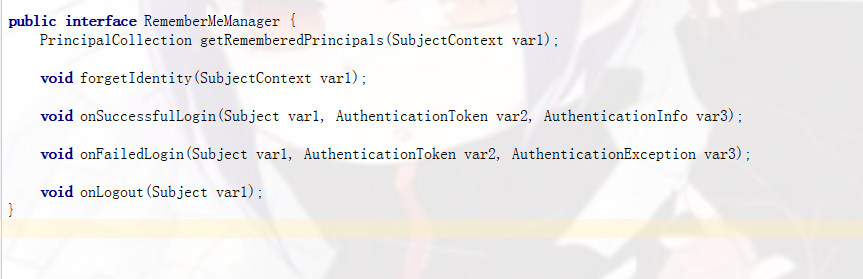 public interface RememberMeManager {
    PrincipalCollection getRememberedPrincipals(SubjectContext var1);
    void forgetIdentity(SubjectContext var1);
    void onSuccessfulLogin(Subject var1, AuthenticationToken var2, AuthenticationInfo var3);
    void onFailedLogin(Subject var1, AuthenticationToken var2, AuthenticationException var3);
    void onLogout(Subject var1);
}